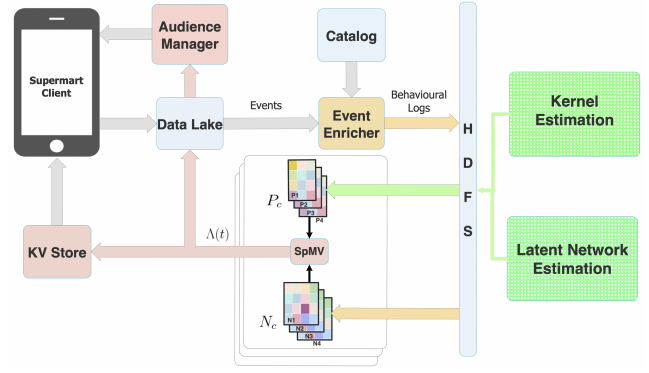 Audience
Manager
Catalog
Supermart
Client
Data Lake
Events
Event
Enricher
Behavioural
Logs
H
D
F
S
Kernel
Estimation
Latent Network
Estimation
P1
P2
P3
P4
P_c
SpMV
Λ(t)
KV Store
N_c
N1
N2
N3
N4